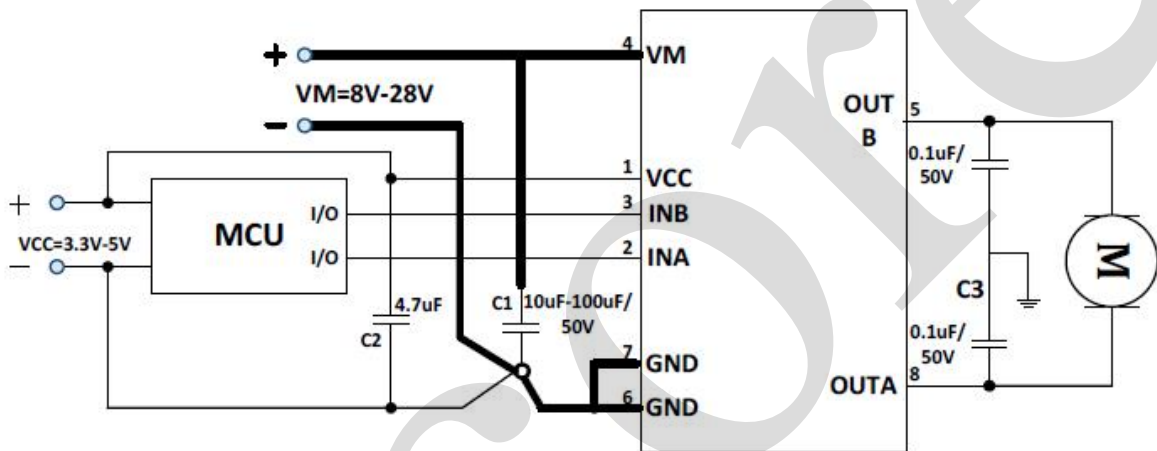 +
4
VM
VM=8V-28V
OUT
B
5
-
0.1uF/
50V
1
VCC
+
I/O
3
INB
MCU
M
VCC=3.3V-5V
I/O
2
INA
-
C3
4.7uF
C1
10uF-100uF/
50V
C2
0.1uF/
50V
7
GND
8
OUTA
6
GND